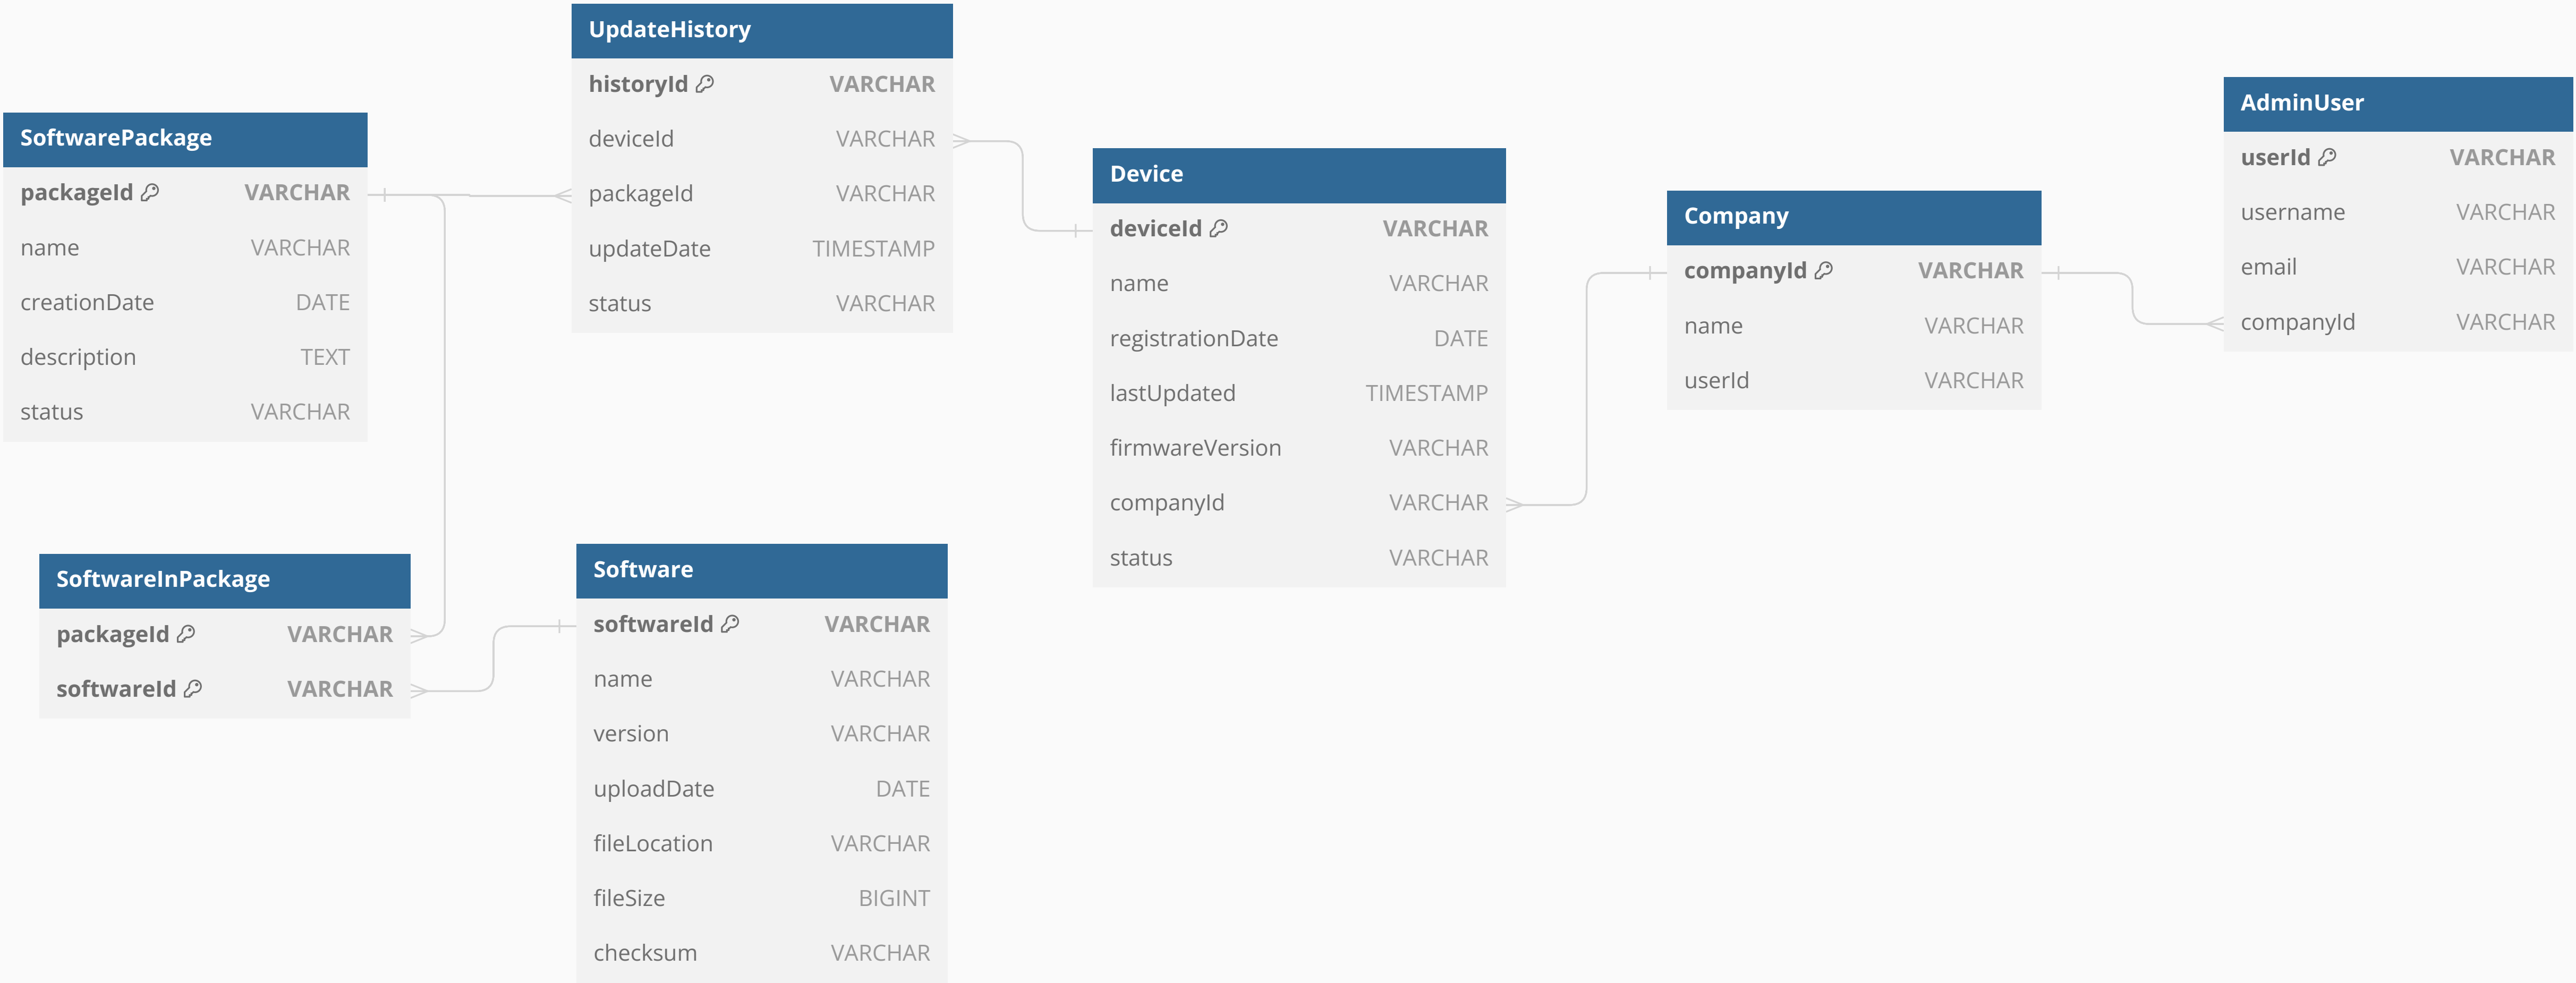 UpdateHistory
historyId VARCHAR
deviceId VARCHAR
packageId VARCHAR
updateDate TIMESTAMP
status VARCHAR
SoftwarePackage
packageId VARCHAR
name VARCHAR
creationDate DATE
description TEXT
status VARCHAR
Device
deviceId VARCHAR
name VARCHAR
registrationDate DATE
lastUpdated TIMESTAMP
firmwareVersion VARCHAR
companyId VARCHAR
status VARCHAR
Company
companyId VARCHAR
name VARCHAR
userId VARCHAR
AdminUser
userId VARCHAR
username VARCHAR
email VARCHAR
companyId VARCHAR
SoftwareInPackage
packageId VARCHAR
softwareId VARCHAR
Software
softwareId VARCHAR
name VARCHAR
version VARCHAR
uploadDate DATE
fileLocation VARCHAR
fileSize BIGINT
checksum VARCHAR